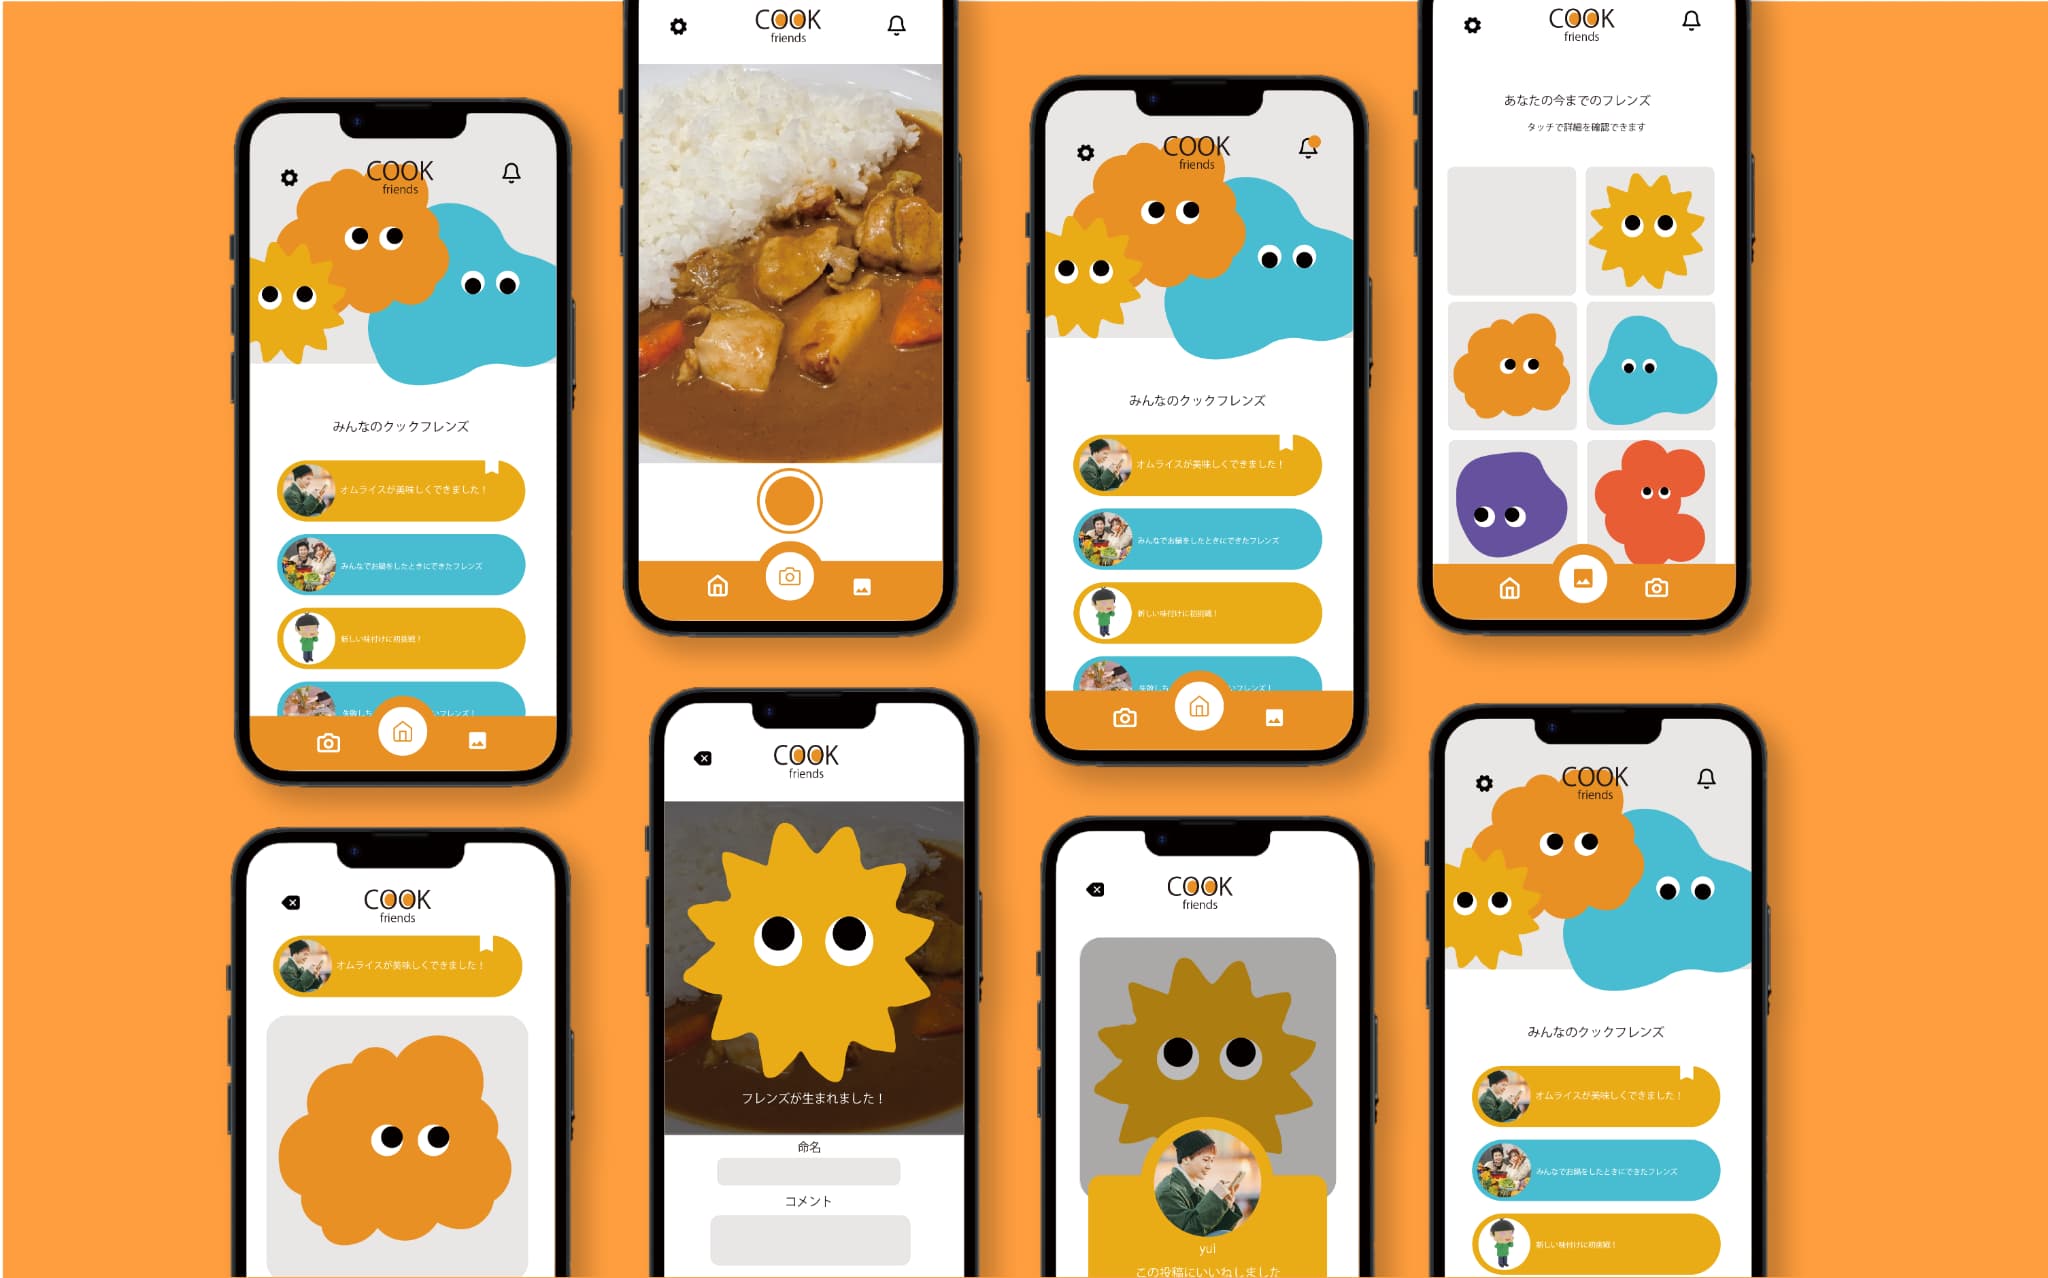 COOK
friends
みんなのクックフレンズ
オムライスが美味しくできました！
みんなでお鍋をしたときにできたフレンズ
新しい味付けに初挑戦！
失敗しち
いフレンズ！
COOK
friends
COOK
friends
みんなのクックフレンズ
オムライスが美味しくできました！
みんなでお鍋をしたときにできたフレンズ
新しい味付けに初挑戦！
失敗しち
いフレンズ！
COOK
friends
あなたの今までのフレンズ
タッチで詳細を確認できます
COOK
friends
オムライスが美味しくできました！
COOK
friends
フレンズが生まれました！
命名
コメント
COOK
friends
yui
この投稿にいいねしました
COOK
friends
みんなのクックフレンズ
オムライスが美味しくできました！
みんなでお鍋をしたときにできたフレンズ
新しい味付けに初挑戦！